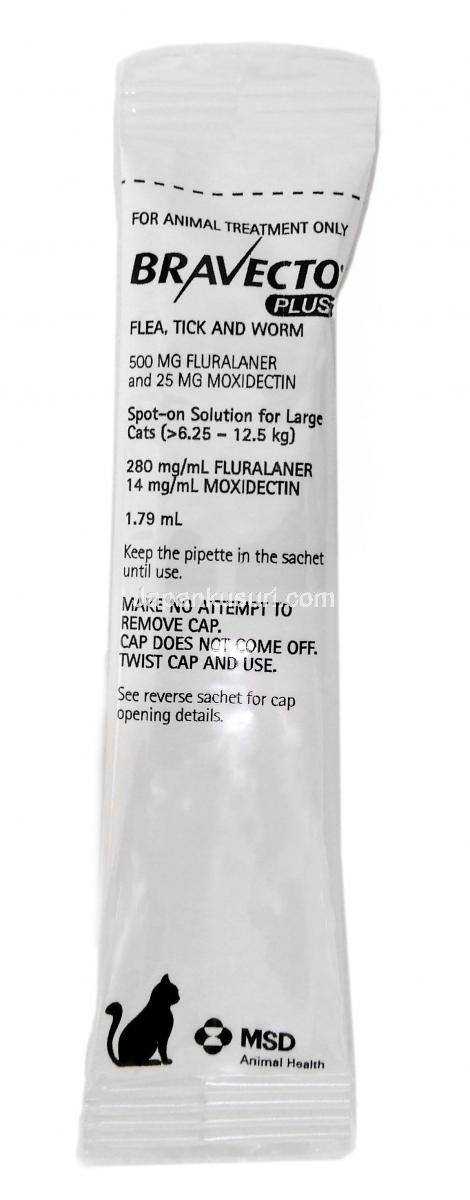 FOR ANIMAL TREATMENT ONLY
BRAVECTO®
PLUS
FLEA, TICK AND WORM
500 MG FLURALANER
and 25 MG MOXIDECTIN
Spot-on Solution for Large
Cats (>6.25 - 12.5 kg)
280 mg/mL FLURALANER
14 mg/mL MOXIDECTIN
1.79 mL
Keep the pipette in the sachet
until use.
Japankusuri.com
MAKE NO ATTEMPT TO
REMOVE CAP.
CAP DOES NOT COME OFF.
TWIST CAP AND USE.
See reverse sachet for cap
opening details.
MSD
Animal Health